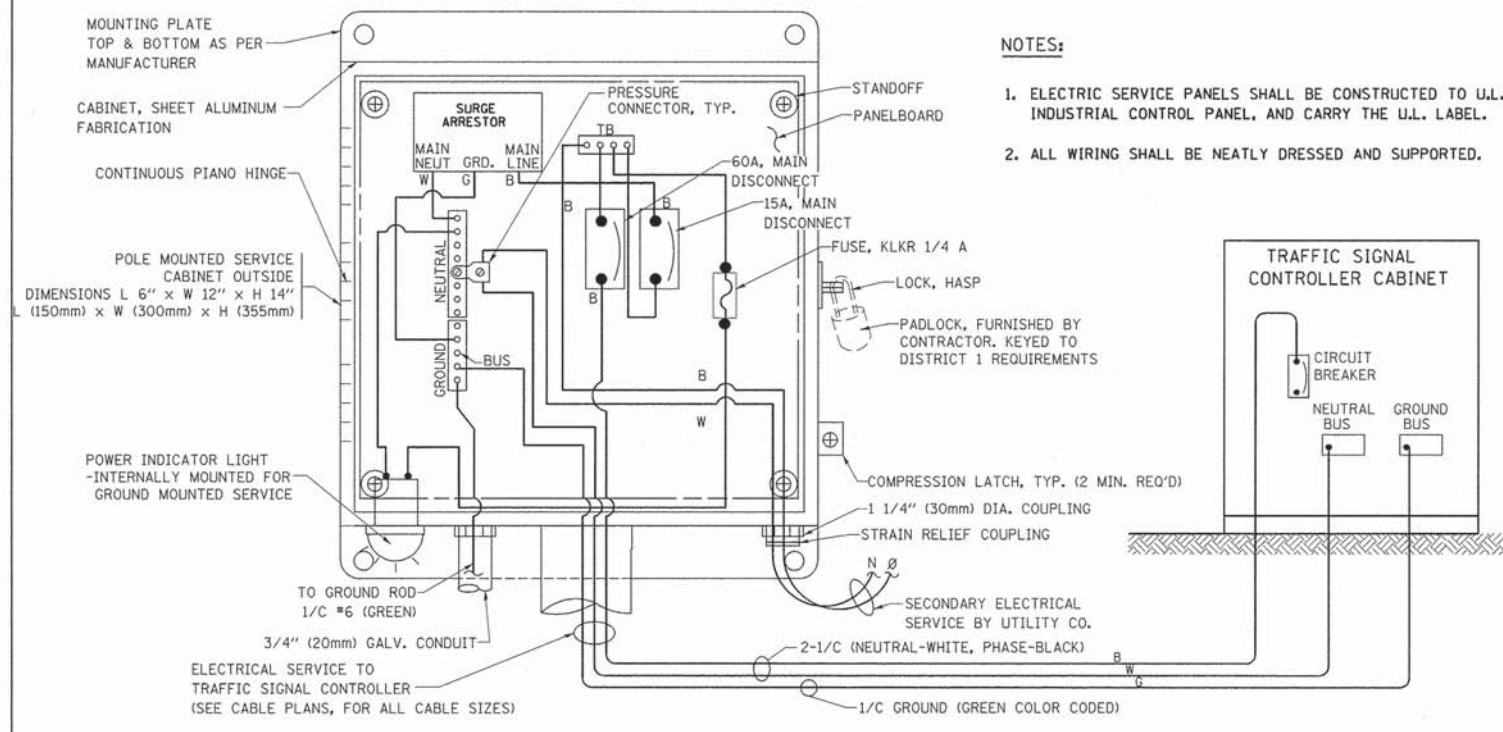 MOUNTING PLATE
TOP & BOTTOM AS PER
MANUFACTURER
CABINET, SHEET ALUMINUM
FABRICATION
CONTINUOUS PIANO HINGE
POLE MOUNTED SERVICE
CABINET OUTSIDE
DIMENSIONS L 6" x W 12" x H 14"
L (150mm) x W (300mm) x H (355mm)
POWER INDICATOR LIGHT
-INTERNALLY MOUNTED FOR
GROUND MOUNTED SERVICE
TO GROUND ROD
1/C #6 (GREEN)
3/4" (20mm) GALV. CONDUIT
ELECTRICAL SERVICE TO
TRAFFIC SIGNAL CONTROLLER
(SEE CABLE PLANS, FOR ALL CABLE SIZES)
SURGE
ARRESTOR
MAIN NEUT
GRD.
MAIN LINE
W
G
B
NEUTRAL
GROUND
BUS
PRESSURE
CONNECTOR, TYP.
TB
B
B
B
B
W
STANDOFF
PANELBOARD
60A, MAIN
DISCONNECT
15A, MAIN
DISCONNECT
FUSE, KLKR 1/4 A
LOCK, HASP
PADLOCK, FURNISHED BY
CONTRACTOR. KEYED TO
DISTRICT 1 REQUIREMENTS
COMPRESSION LATCH, TYP. (2 MIN. REQ'D)
1 1/4" (30mm) DIA. COUPLING
STRAIN RELIEF COUPLING
N Ø
SECONDARY ELECTRICAL
SERVICE BY UTILITY CO.
2-1/C (NEUTRAL-WHITE, PHASE-BLACK)
B
W
G
1/C GROUND (GREEN COLOR CODED)
NOTES:
1. ELECTRIC SERVICE PANELS SHALL BE CONSTRUCTED TO U.L.
INDUSTRIAL CONTROL PANEL, AND CARRY THE U.L. LABEL.
2. ALL WIRING SHALL BE NEATLY DRESSED AND SUPPORTED.
TRAFFIC SIGNAL
CONTROLLER CABINET
CIRCUIT
BREAKER
NEUTRAL
BUS
GROUND
BUS